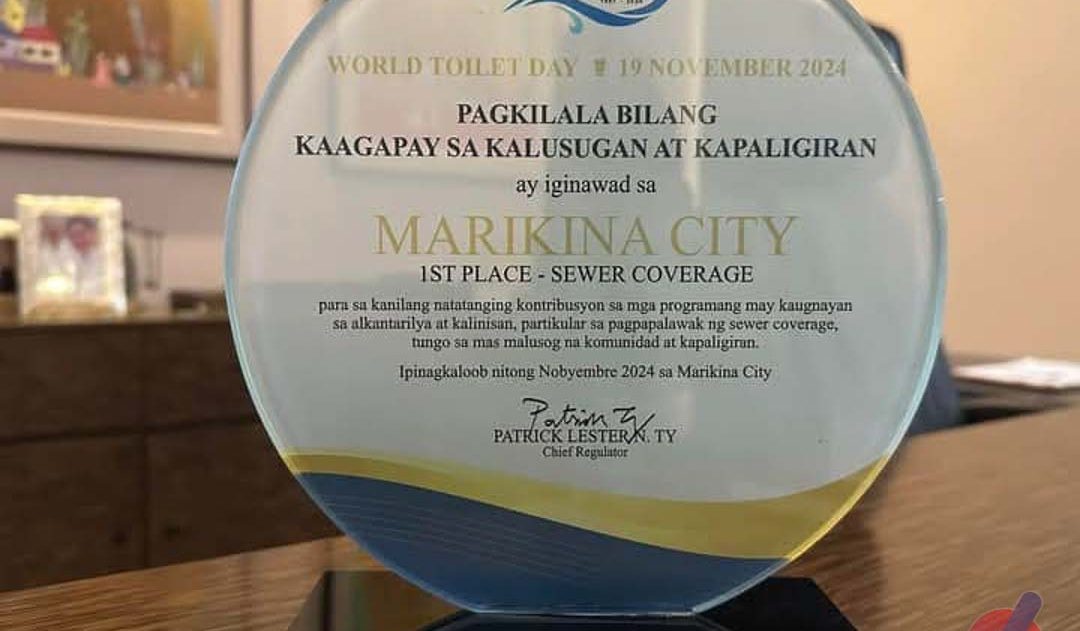 WORLD TOILET DAY 19 NOVEMBER 2024
PAGKILALA BILANG
KAAGAPAY SA KALUSUGAN AT KAPALIGIRAN
ay iginawad sa
MARIKINA CITY
1ST PLACE - SEWER COVERAGE
para sa kanilang natatanging kontribusyon sa mga programang may kaugnayan
sa alkantarilya at kalinisan, partikular sa pagpapalawak ng sewer coverage,
tungo sa mas malusog na komunidad at kapaligiran.
Ipinagkaloob nitong Nobyembre 2024 sa Marikina City
PATRICK LESTER N. TY
Chief Regulator